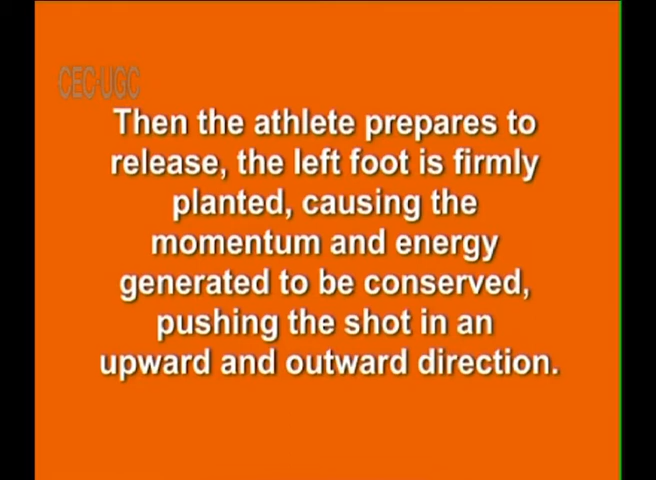 CEC-UGC
Then the athlete prepares to
release, the left foot is firmly
planted, causing the
momentum and energy
generated to be conserved,
pushing the shot in an
upward and outward direction.